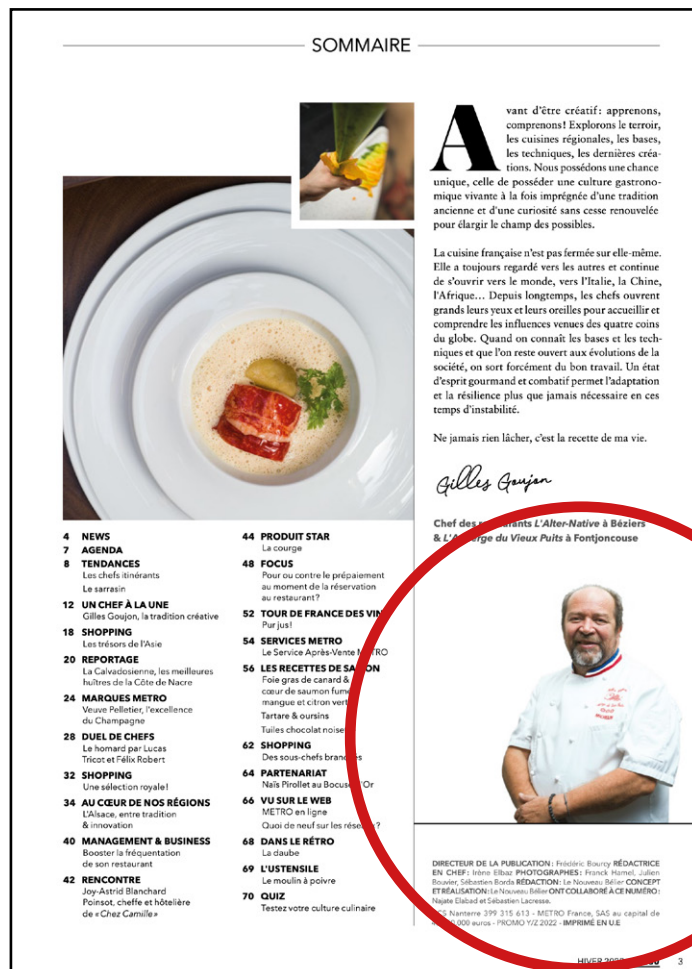 SOMMAIRE
Avant d'être créatif : apprenons,
comprenons! Explorons le terroir,
les cuisines régionales, les bases,
les techniques, les dernières créa-
tions. Nous possédons une chance
unique, celle de posséder une culture gastrono-
mique vivante à la fois imprégnée d'une tradition
ancienne et d'une curiosité sans cesse renouvelée
pour élargir le champ des possibles.
La cuisine française n'est pas fermée sur elle-même.
Elle a toujours regardé vers les autres et continue
de s'ouvrir vers le monde, vers l'Italie, la Chine,
l'Afrique... Depuis longtemps, les chefs ouvrent
grands leurs yeux et leurs oreilles pour accueillir et
comprendre les influences venues des quatre coins
du globe. Quand on connaît les bases et les tech-
niques et que l'on reste ouvert aux évolutions de la
société, on sort forcément du bon travail. Un état
d'esprit gourmand et combatif permet l'adaptation
et la résilience plus que jamais nécessaire en ces
temps d'instabilité.
Ne jamais rien lâcher, c'est la recette de ma vie.
Gilles Goujon
Chef des restaurants L'Alter-Native à Béziers
& L'Auberge du Vieux Puits à Fontjoncouse
4 NEWS
7 AGENDA
8 TENDANCES
Les chefs itinérants
Le sarrasin
12 UN CHEF À LA UNE
Gilles Goujon, la tradition créative
18 SHOPPING
Les trésors de l'Asie
20 REPORTAGE
La Calvadosienne, les meilleures
huîtres de la Côte de Nacre
24 MARQUES METRO
Veuve Pelletier, l'excellence
du Champagne
28 DUEL DE CHEFS
Le homard par Lucas
Tricot et Félix Robert
32 SHOPPING
Une sélection royale!
34 AU CŒUR DE NOS RÉGIONS
L'Alsace, entre tradition
& innovation
40 MANAGEMENT & BUSINESS
Booster la fréquentation
de son restaurant
42 RENCONTRE
Joy-Astrid Blanchard
Poinsot, cheffe et hôtelière
de «Chez Camille»
44 PRODUIT STAR
La courge
48 FOCUS
Pour ou contre le prépaiement
au moment de la réservation
au restaurant?
52 TOUR DE FRANCE DES VIN
Pur jus!
54 SERVICES METRO
Le Service Après-Vente METRO
56 LES RECETTES DE SAISON
Foie gras de canard &
cœur de saumon fumé
mangue et citron vert
Tartare & oursins
Tuiles chocolat noise
62 SHOPPING
Des sous-chefs branchés
64 PARTENARIAT
Naïs Pirollet au Bocuse d'Or
66 VU SUR LE WEB
METRO en ligne
Quoi de neuf sur les réseaux?
68 DANS LE RÉTRO
La daube
69 L'USTENSILE
Le moulin à poivre
70 QUIZ
Testez votre culture culinaire
DIRECTEUR DE LA PUBLICATION : Frédéric Bourcy RÉDACTRICE
EN CHEF : Irène Elbaz PHOTOGRAPHES : Franck Hamel, Julien
Bouvier, Sébastien Borda RÉDACTION : Le Nouveau Bélier CONCEPT
ET RÉALISATION : Le Nouveau Bélier ONT COLLABORÉ À CE NUMÉRO :
Najate Elabad et Sébastien Lacresse.
RCS Nanterre 399 315 613 - METRO France, SAS au capital de
000 euros - PROMO Y/Z 2022 - IMPRIMÉ EN U.E
HIVER 3